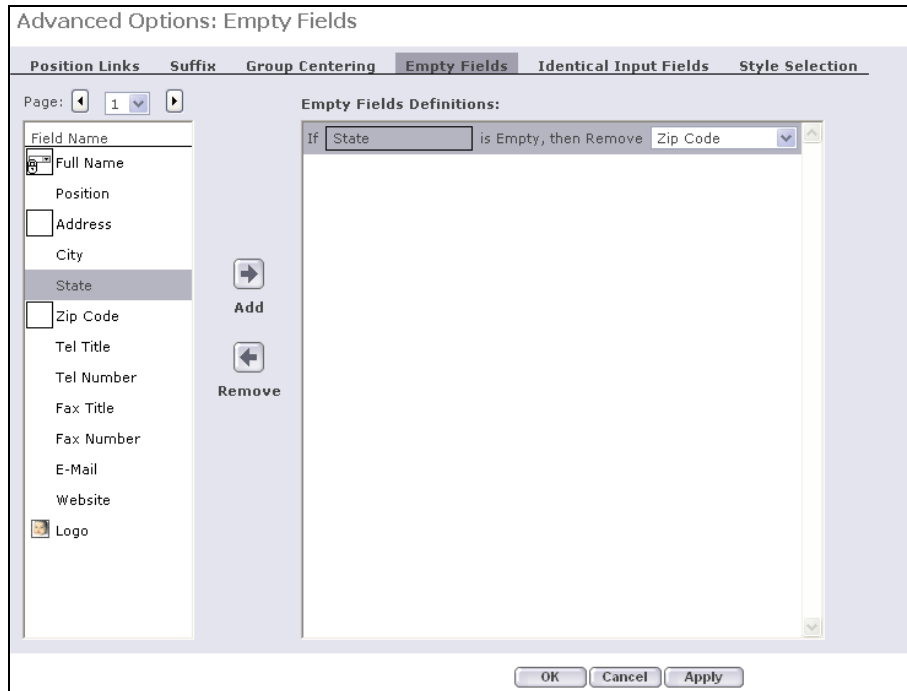 Advanced Options: Empty Fields
Position Links Suffix Group Centering Empty Fields Identical Input Fields Style Selection
Page: 1
Empty Fields Definitions:
Field Name
If State is Empty, then Remove Zip Code
Full Name
Position
Address
City
State
Zip Code
Tel Title
Tel Number
Fax Title
Fax Number
E-Mail
Website
Logo
Add
Remove
OK Cancel Apply